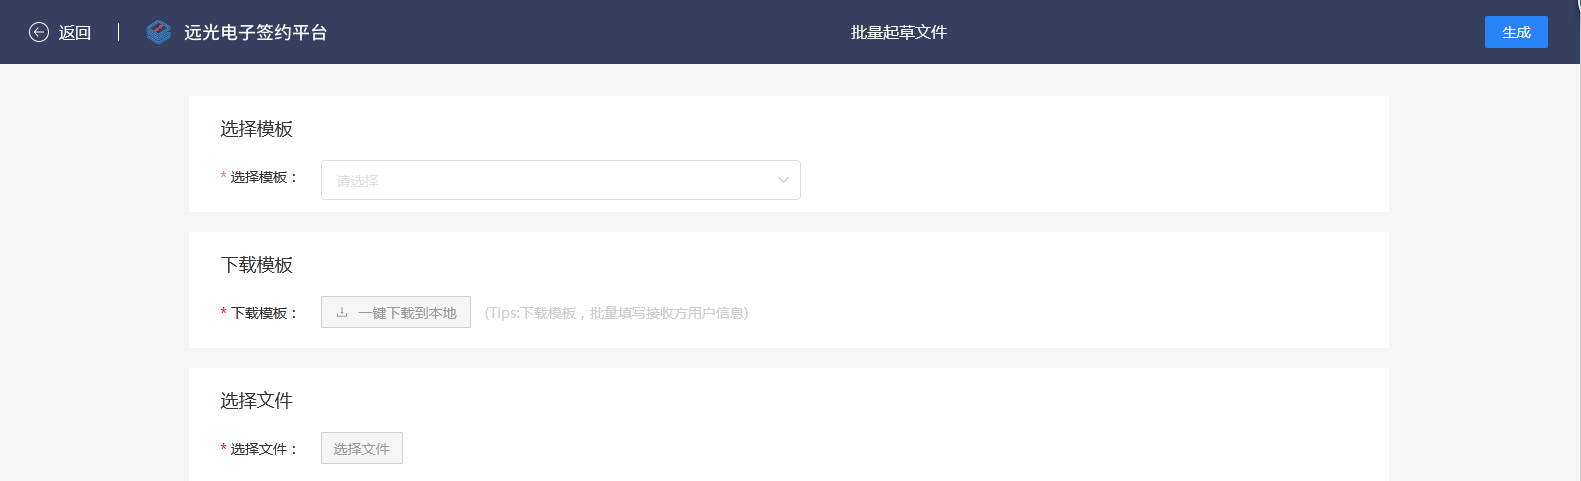 返回 远光电子签约平台 批量起草文件 生成
选择模板
* 选择模板： 请选择
下载模板
* 下载模板： 一键下载到本地 (Tips:下载模板，批量填写接收方用户信息)
选择文件
* 选择文件： 选择文件